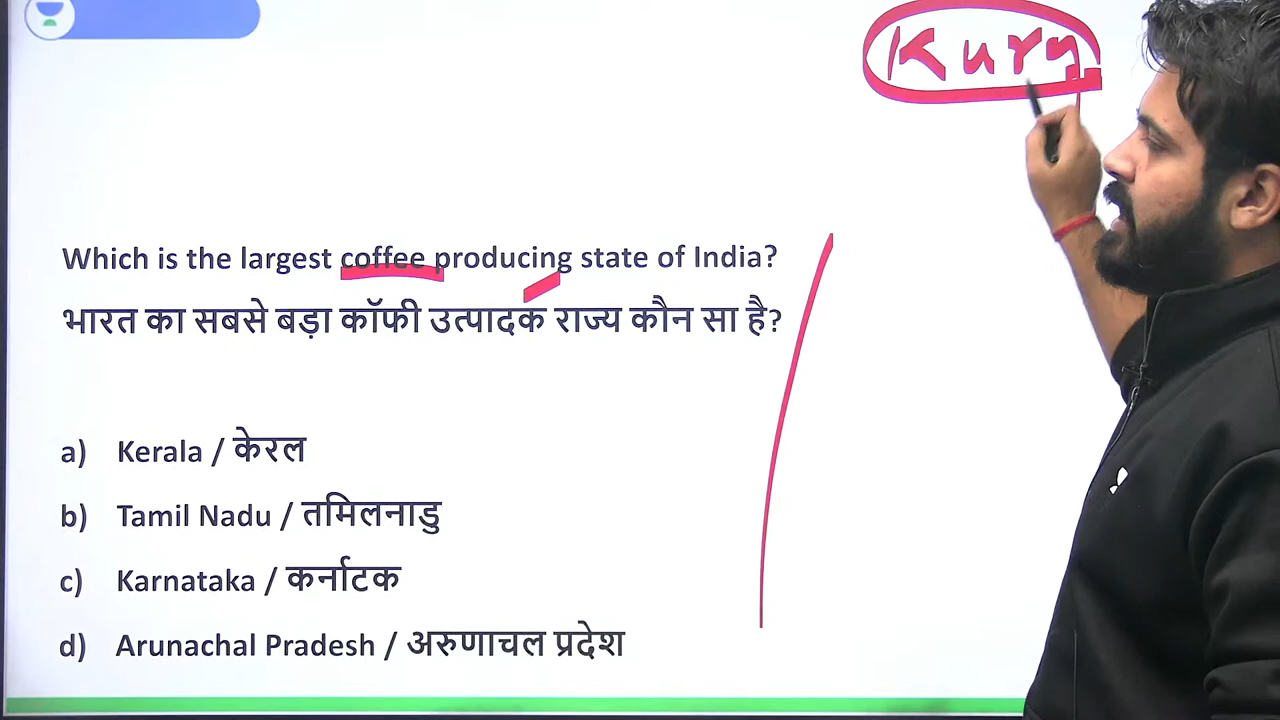 Kurg
Which is the largest coffee producing state of India?
भारत का सबसे बड़ा कॉफी उत्पादक राज्य कौन सा है?
a) Kerala / केरल
b) Tamil Nadu / तमिलनाडु
c) Karnataka / कर्नाटक
d) Arunachal Pradesh / अरुणाचल प्रदेश